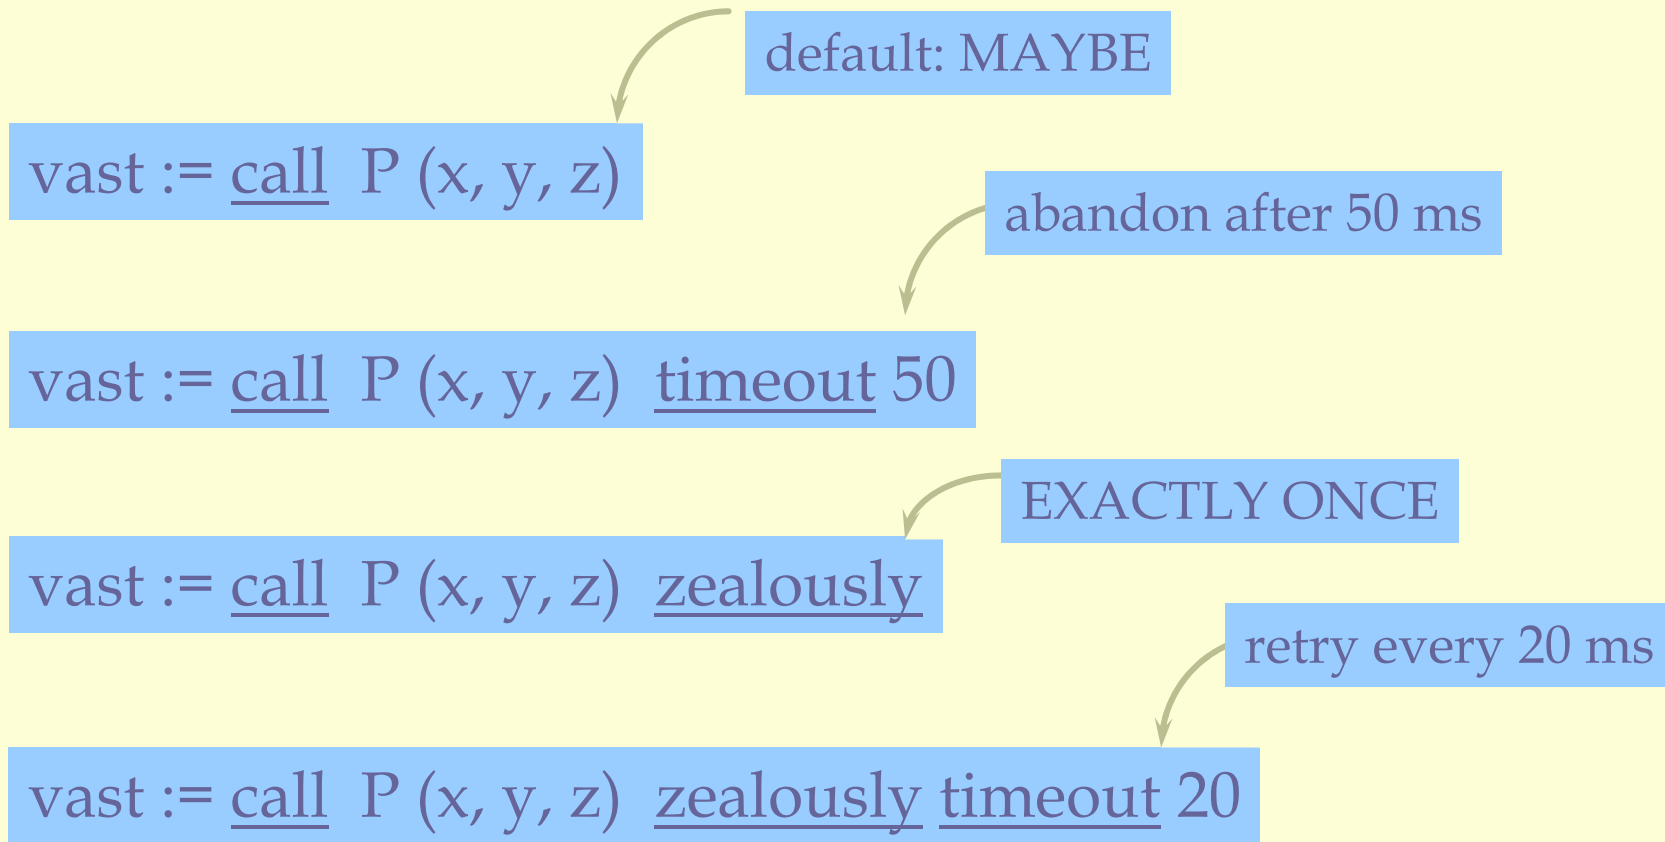 default: MAYBE
vast := call P (x, y, z)
abandon after 50 ms
vast := call P (x, y, z) timeout 50
EXACTLY ONCE
vast := call P (x, y, z) zealously
retry every 20 ms
vast := call P (x, y, z) zealously timeout 20